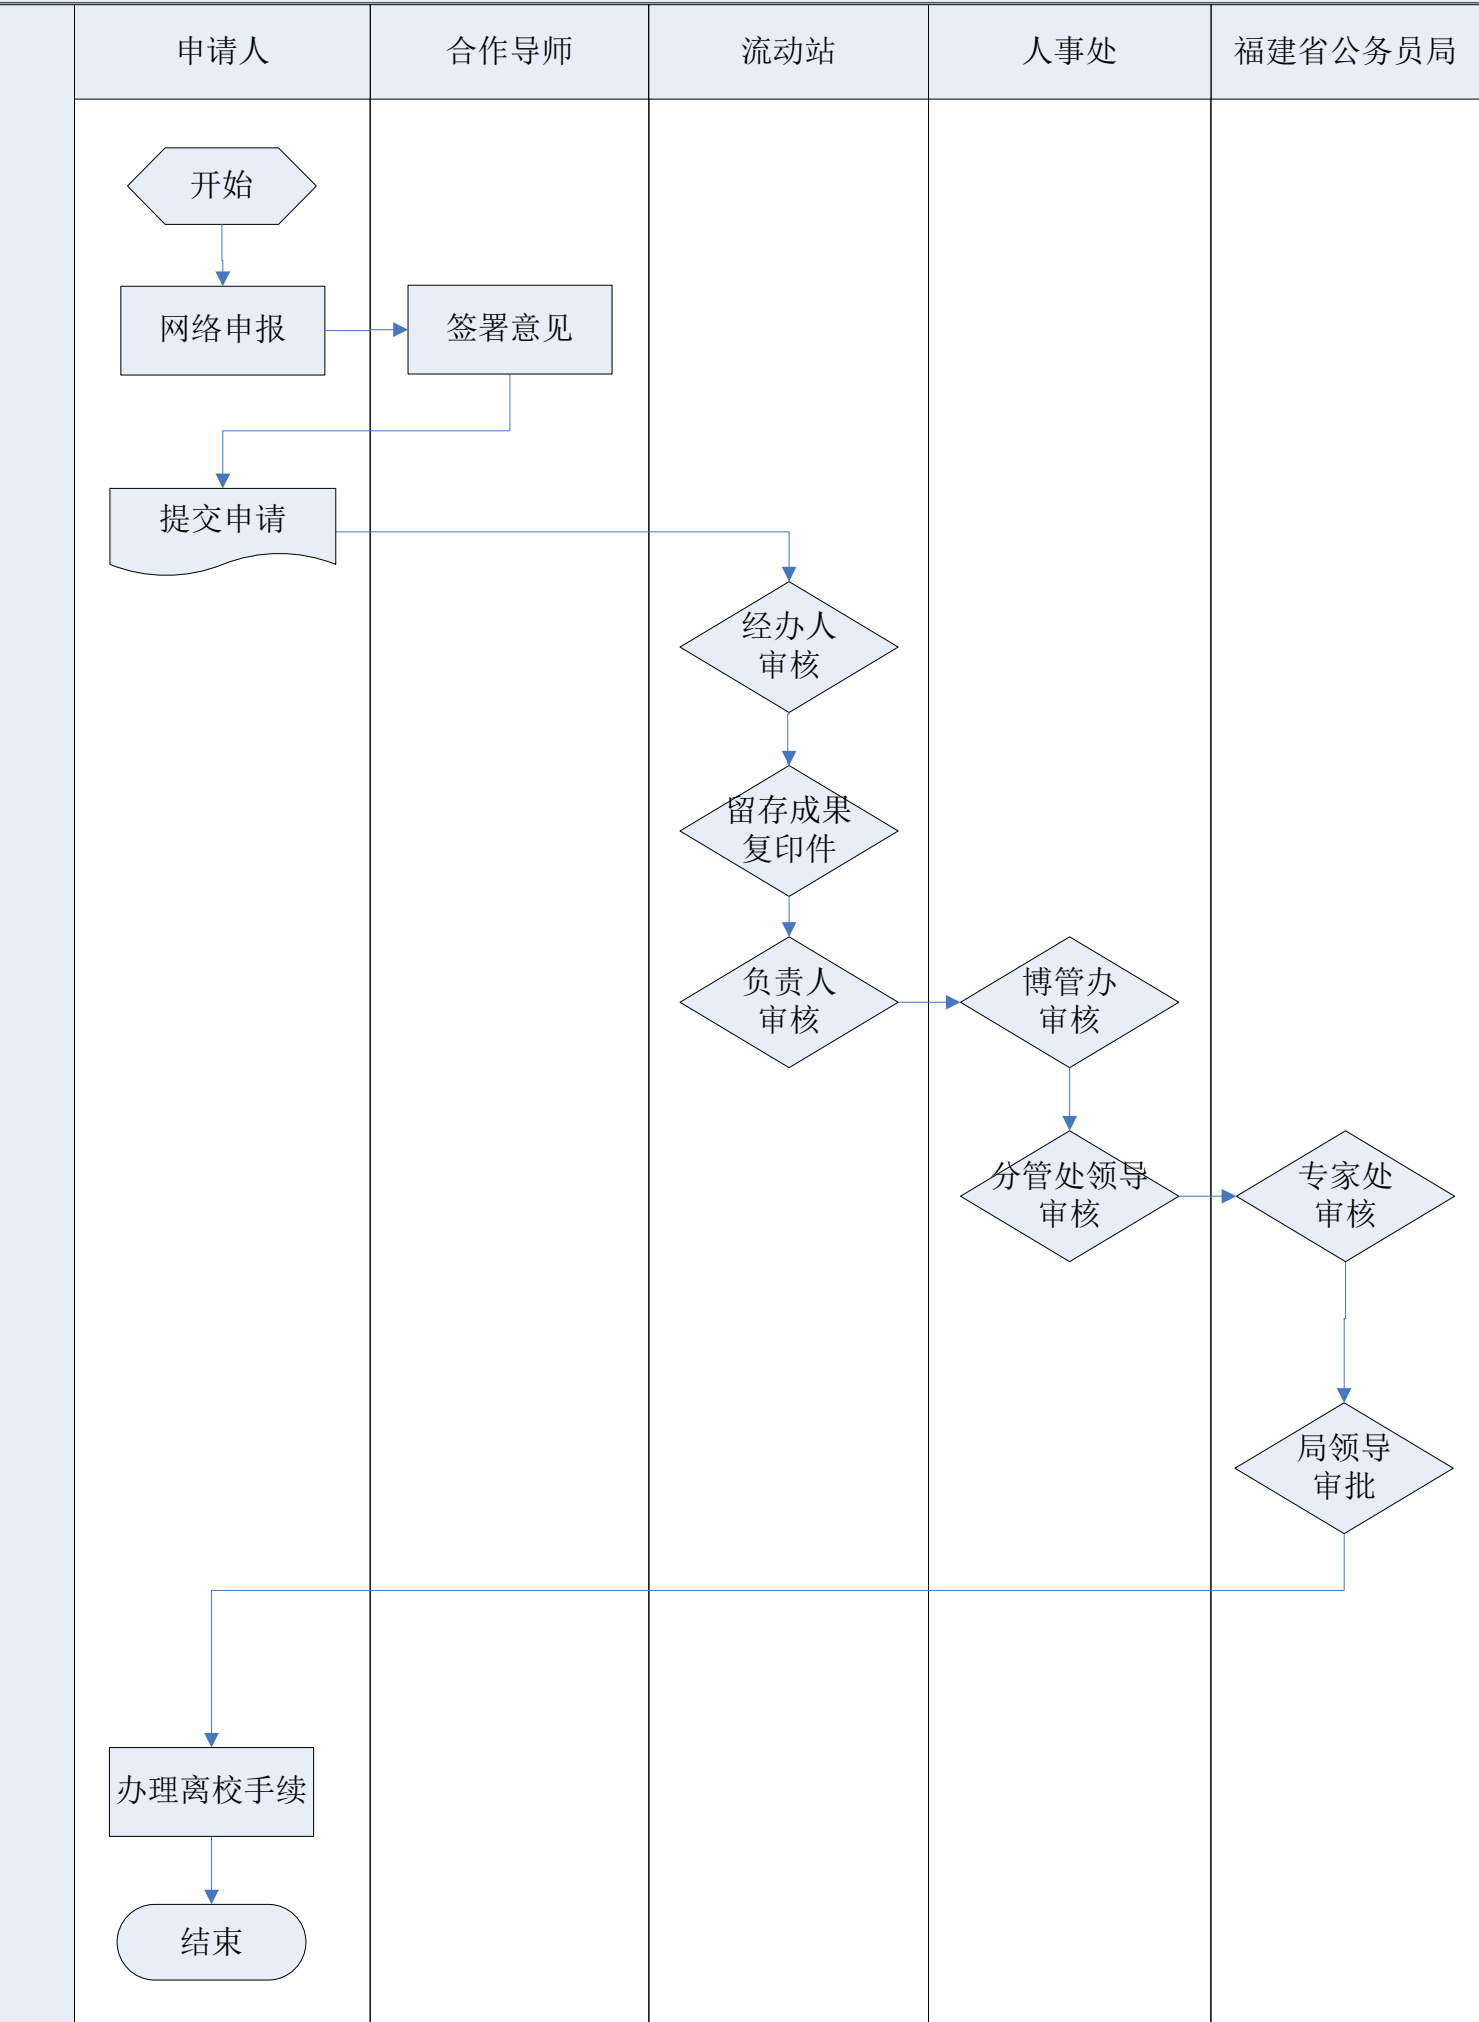 申请人
合作导师
流动站
人事处
福建省公务员局
开始
网络申报
签署意见
提交申请
经办人
审核
留存成果
复印件
负责人
审核
博管办
审核
分管处领导
审核
专家处
审核
局领导
审批
办理离校手续
结束